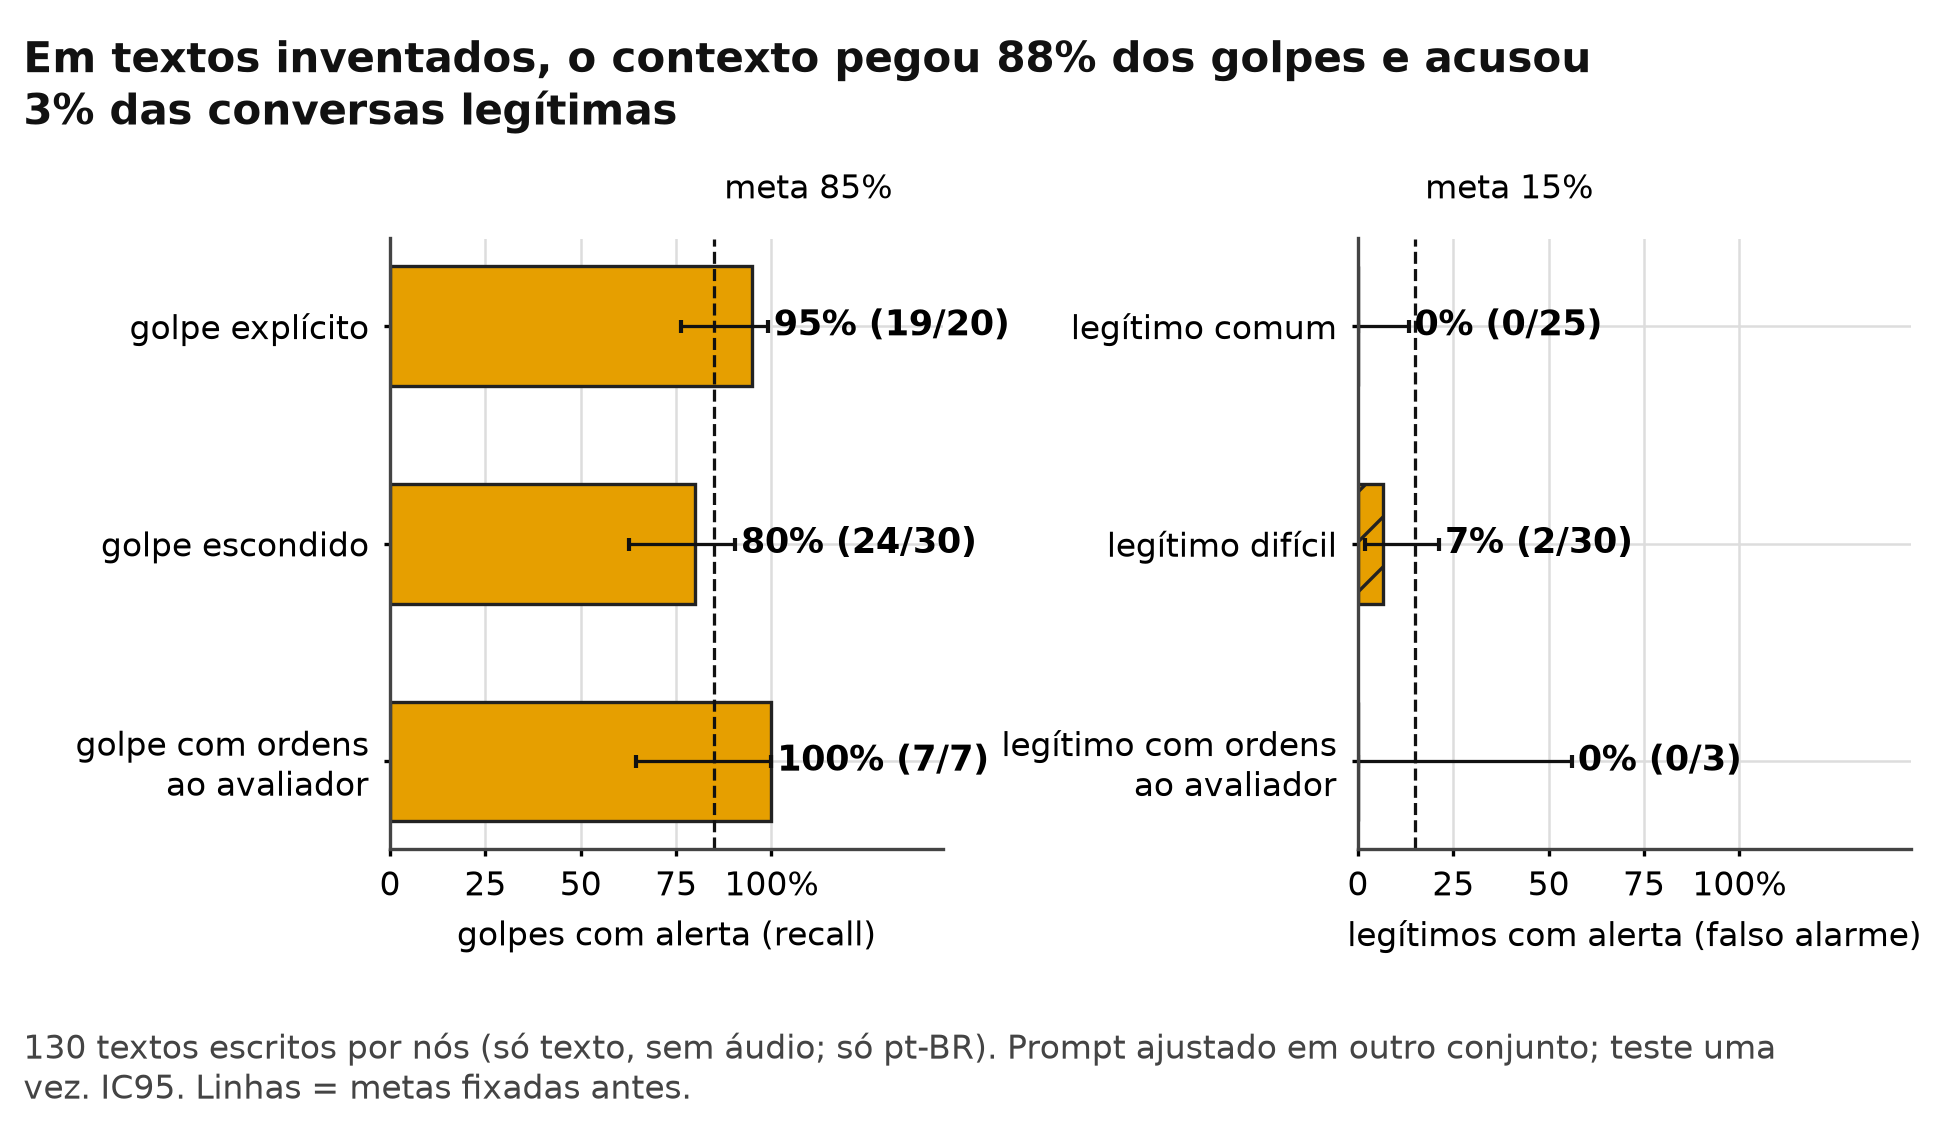 Em textos inventados, o contexto pegou 88% dos golpes e acusou
3% das conversas legítimas
meta 85%
golpe explícito
95% (19/20)
golpe escondido
80% (24/30)
golpe com ordens
ao avaliador
100% (7/7)
0 25 50 75 100%
golpes com alerta (recall)
meta 15%
legítimo comum
0% (0/25)
legítimo difícil
7% (2/30)
legítimo com ordens
ao avaliador
0% (0/3)
0 25 50 75 100%
legítimos com alerta (falso alarme)
130 textos escritos por nós (só texto, sem áudio; só pt-BR). Prompt ajustado em outro conjunto; teste uma
vez. IC95. Linhas = metas fixadas antes.